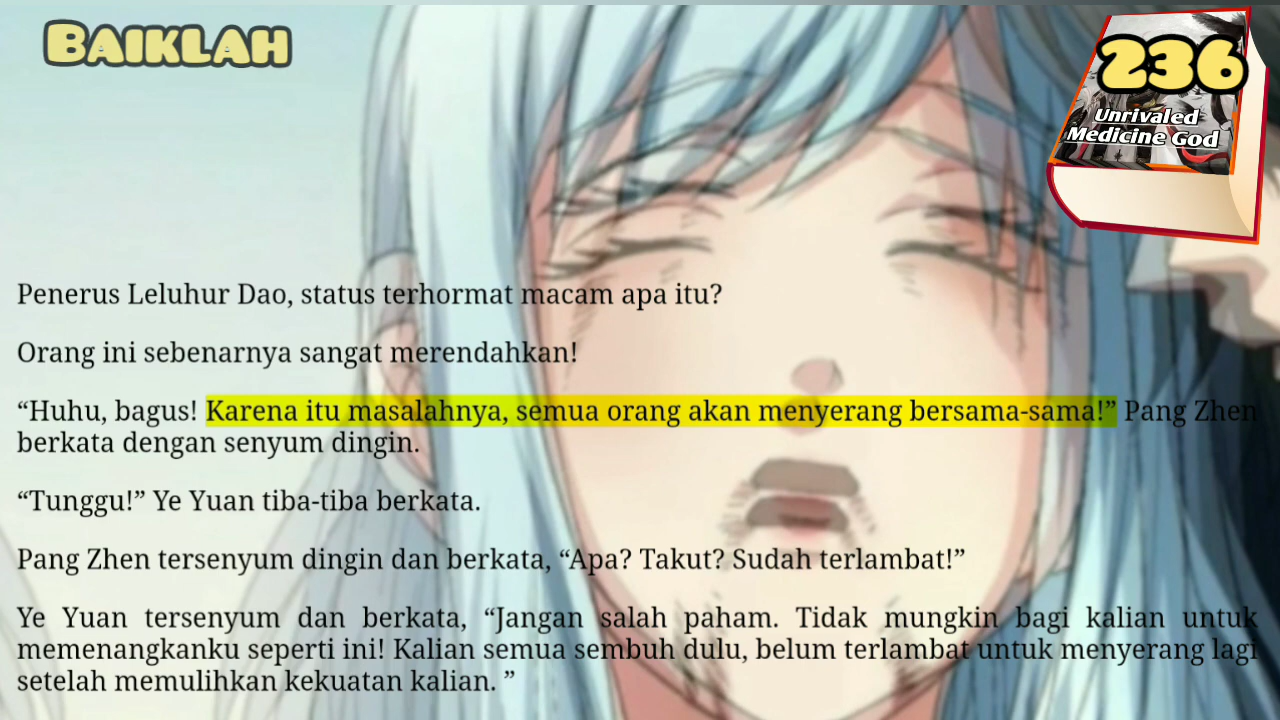 Baiklah
236
Unrivaled
Medicine God
Penerus Leluhur Dao, status terhormat macam apa itu?
Orang ini sebenarnya sangat merendahkan!
“Huhu, bagus! Karena itu masalahnya, semua orang akan menyerang bersama-sama!” Pang Zhen
berkata dengan senyum dingin.
“Tunggu!” Ye Yuan tiba-tiba berkata.
Pang Zhen tersenyum dingin dan berkata, “Apa? Takut? Sudah terlambat!”
Ye Yuan tersenyum dan berkata, “Jangan salah paham. Tidak mungkin bagi kalian untuk
memenangkanku seperti ini! Kalian semua sembuh dulu, belum terlambat untuk menyerang lagi
setelah memulihkan kekuatan kalian. ”